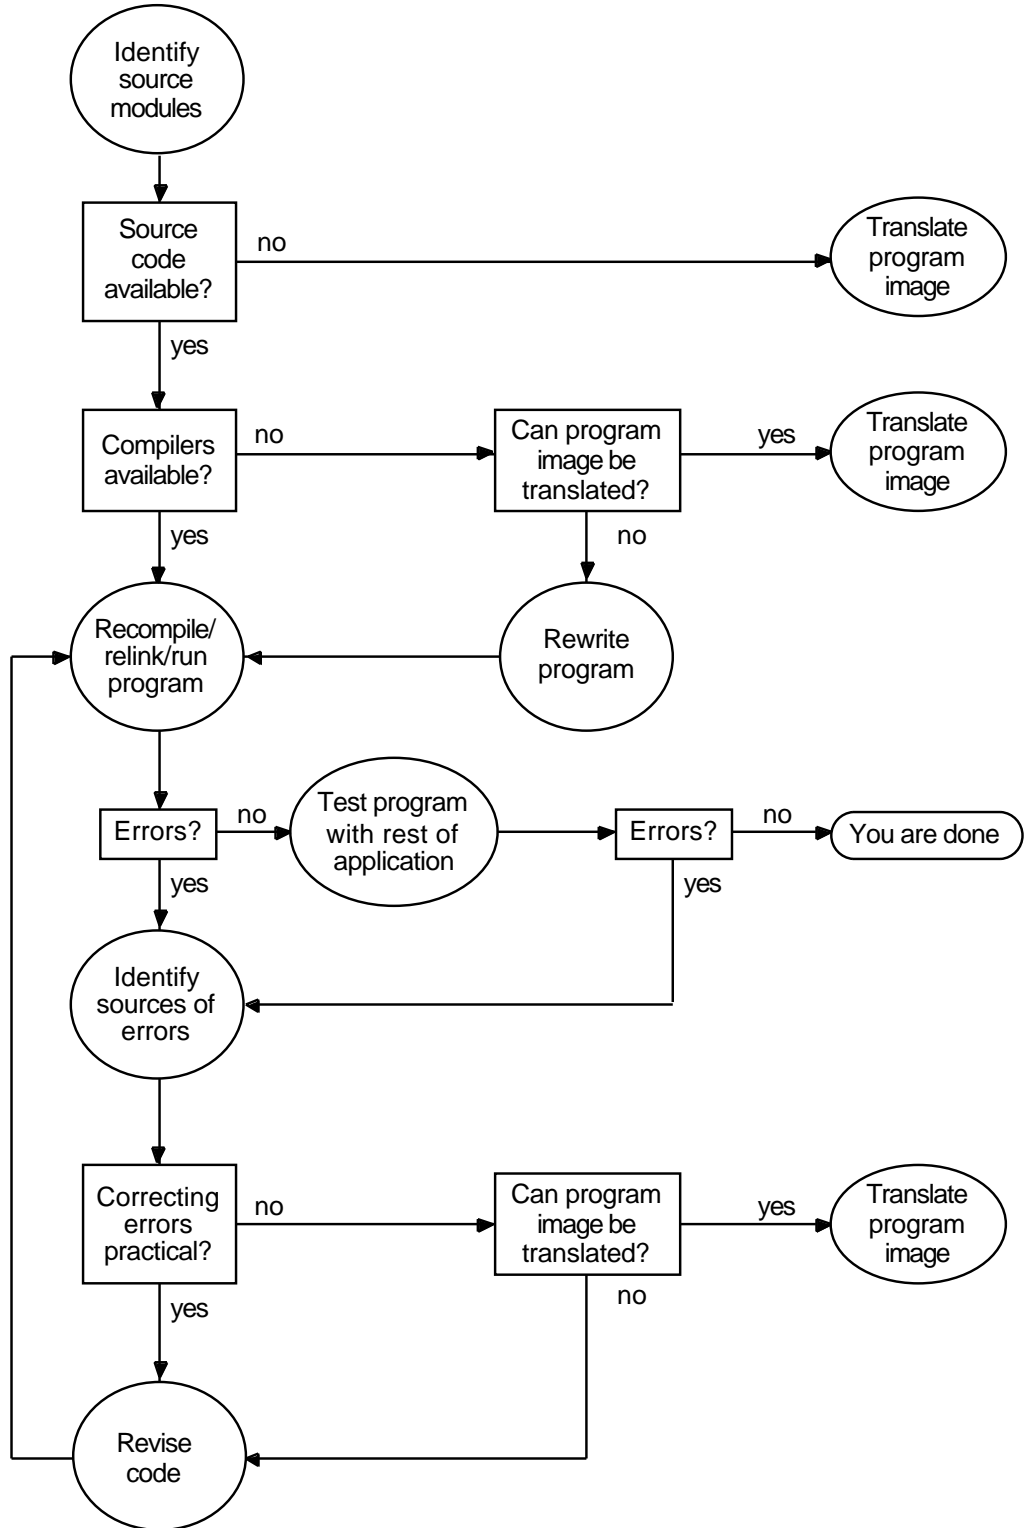 Identify
source
modules
Source
code
available?
no
Translate
program
image
yes
Compilers
available?
no
Can program
image be
translated?
yes
Translate
program
image
yes
no
Recompile/
relink/run
program
Rewrite
program
Errors?
no
Test program
with rest of
application
Errors?
no
You are done
yes
yes
Identify
sources of
errors
Correcting
errors
practical?
no
Can program
image be
translated?
yes
Translate
program
image
yes
no
Revise
code